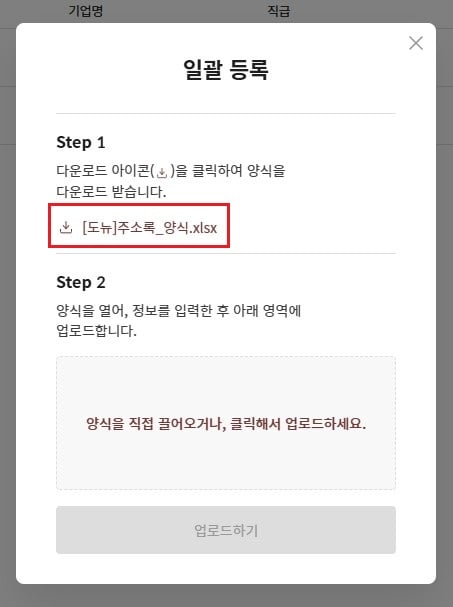 기업명 직급
일괄 등록
Step 1
다운로드 아이콘( )을 클릭하여 양식을
다운로드 받습니다.
[도뉴]주소록_양식.xlsx
Step 2
양식을 열어, 정보를 입력한 후 아래 영역에
업로드합니다.
양식을 직접 끌어오거나, 클릭해서 업로드하세요.
업로드하기